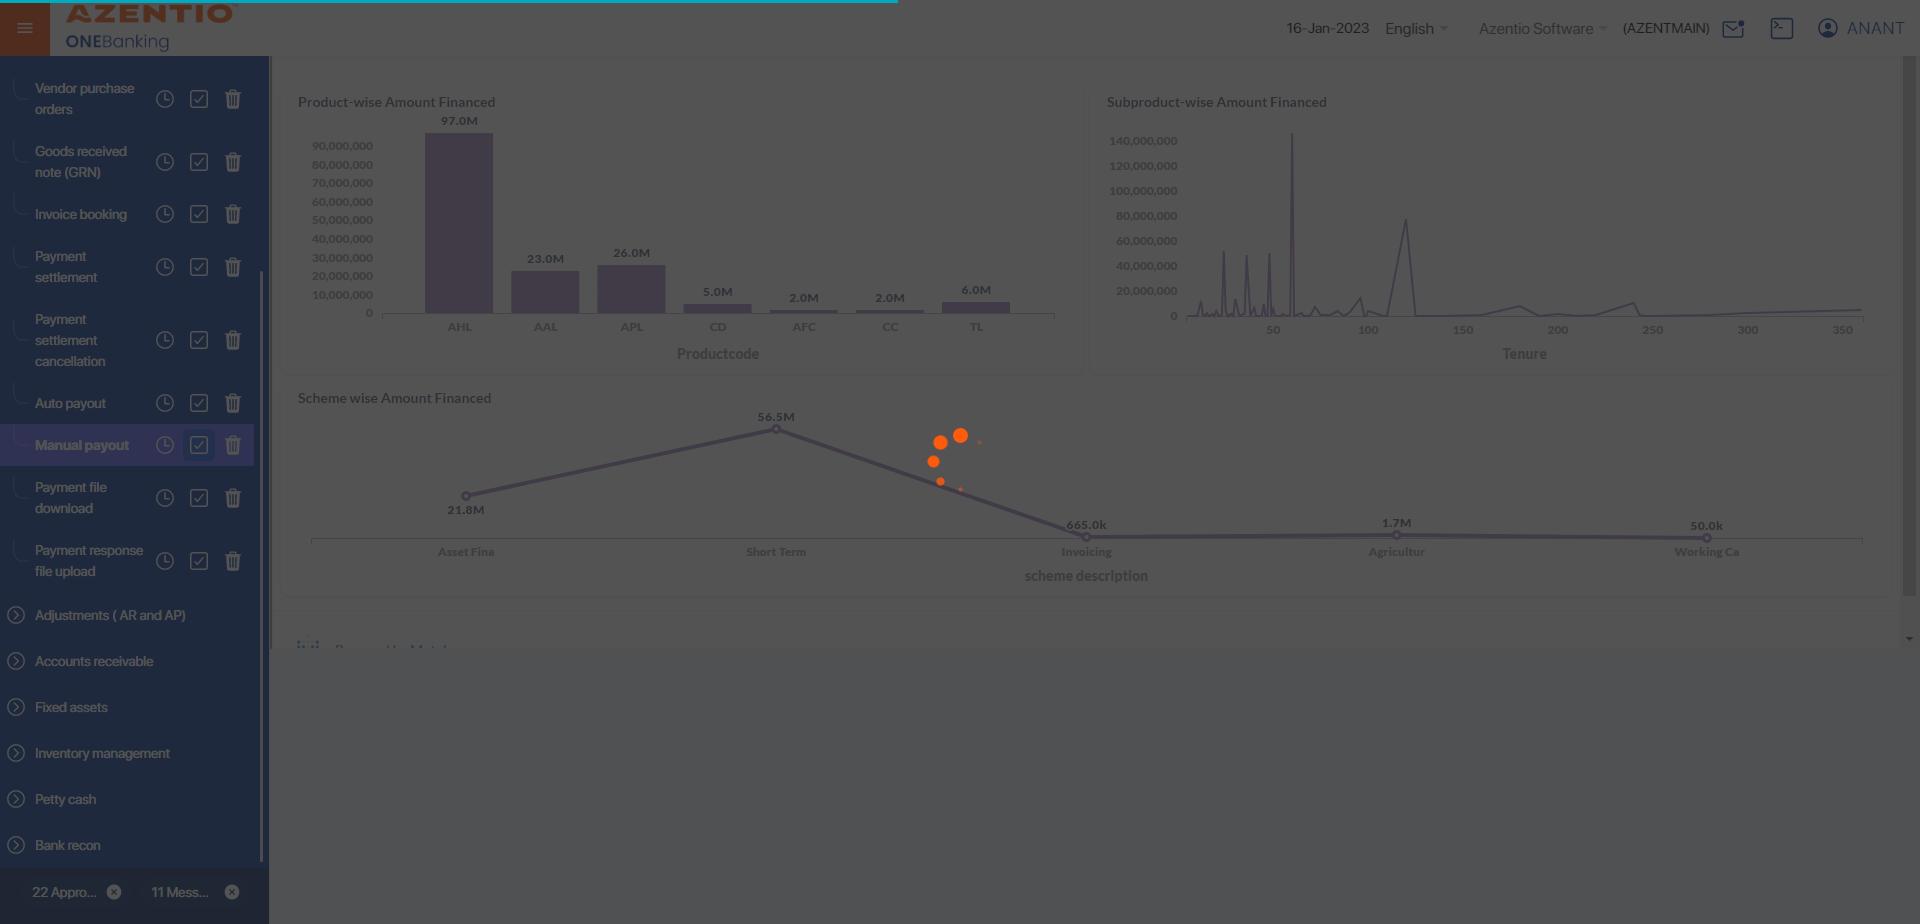 AZENTIO
ONEBanking
16-Jan-2023 English Azentio Software (AZENTMAIN) ANANT
Vendor purchase
orders
Goods received
note (GRN)
Invoice booking
Payment
settlement
Payment
settlement
cancellation
Auto payout
Manual payout
Payment file
download
Payment response
file upload
Adjustments ( AR and AP)
Accounts receivable
Fixed assets
Inventory management
Petty cash
Bank recon
22 Appro...
11 Mess...
Product-wise Amount Financed
97.0M
90,000,000
80,000,000
70,000,000
60,000,000
50,000,000
40,000,000
30,000,000
20,000,000
10,000,000
0
23.0M
26.0M
5.0M
2.0M
2.0M
6.0M
AHL AAL APL CD AFC CC TL
Productcode
Subproduct-wise Amount Financed
140,000,000
120,000,000
100,000,000
80,000,000
60,000,000
40,000,000
20,000,000
0
50 100 150 200 250 300 350
Tenure
Scheme wise Amount Financed
56.5M
21.8M
665.0k
1.7M
50.0k
Asset Fina Short Term Invoicing Agricultur Working Ca
scheme description